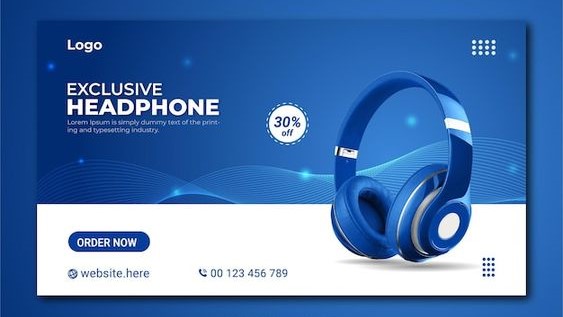 Logo
EXCLUSIVE
HEADPHONE
Lorem Ipsum is simply dummy text of the print-
ing and typesetting industry.
30%
off
ORDER NOW
website.here
00 123 456 789